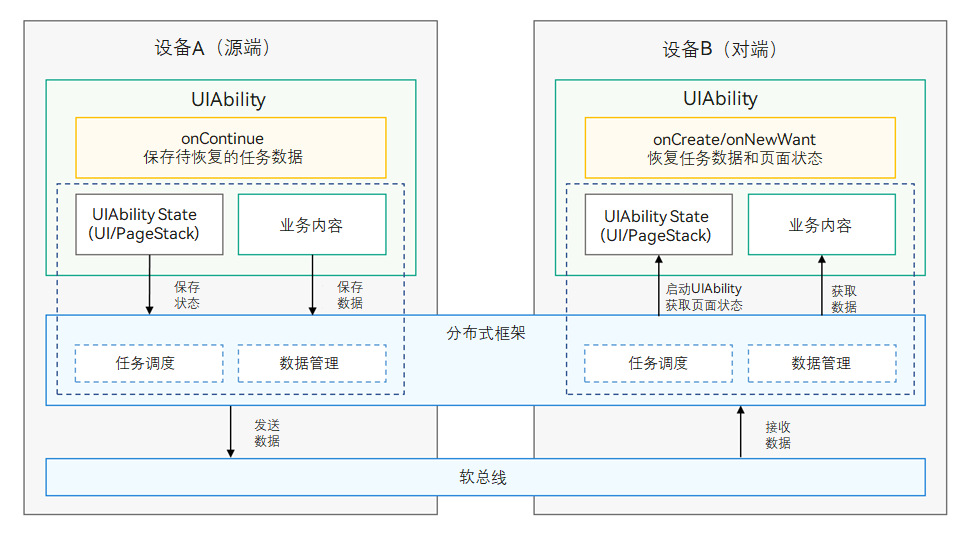 设备A（源端）
UIAbility
onContinue
保存待恢复的任务数据
UIAbility State
(UI/PageStack)
业务内容
保存
状态
保存
数据
设备B（对端）
UIAbility
onCreate/onNewWant
恢复任务数据和页面状态
UIAbility State
(UI/PageStack)
业务内容
启动UIAbility
获取页面状态
获取
数据
分布式框架
任务调度
数据管理
任务调度
数据管理
发送
数据
接收
数据
软总线